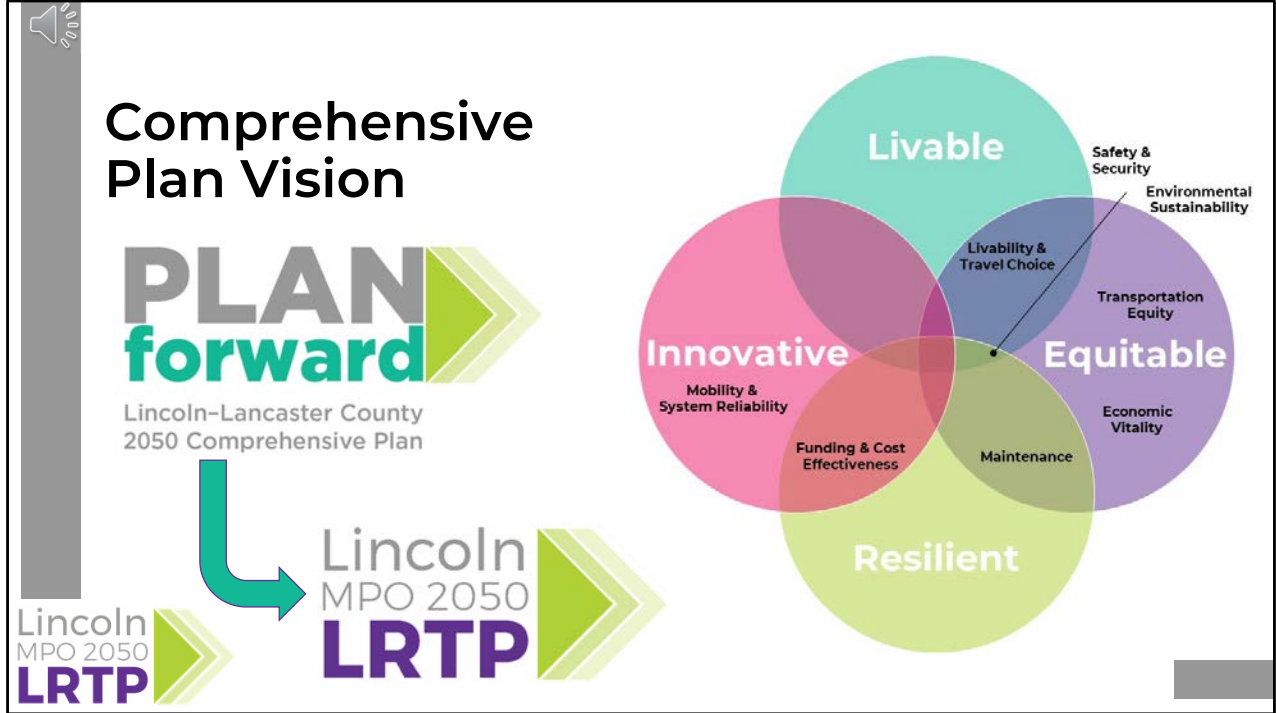 Comprehensive
Plan Vision
PLAN
forward
Lincoln–Lancaster County
2050 Comprehensive Plan
Lincoln
MPO 2050
LRTP
Lincoln
MPO 2050
LRTP
Livable
Safety &
Security
Environmental
Sustainability
Livability &
Travel Choice
Transportation
Equity
Innovative
Equitable
Mobility &
System Reliability
Economic
Vitality
Funding & Cost
Effectiveness
Maintenance
Resilient